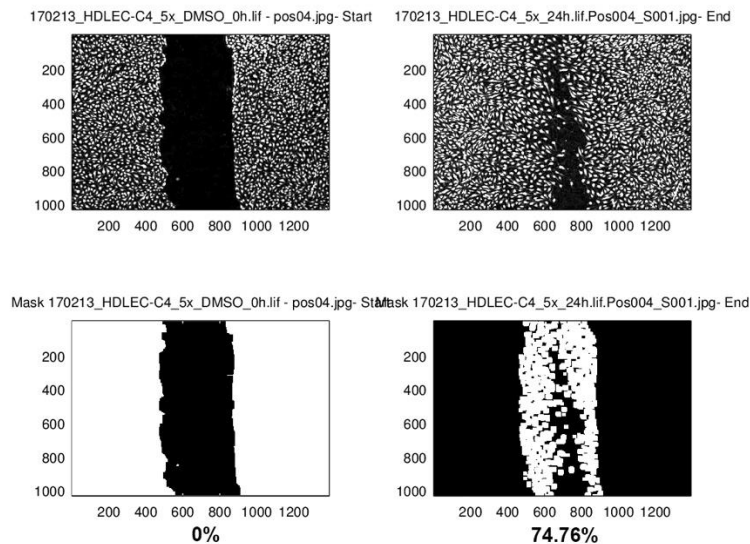 170213_HDLEC-C4_5x_DMSO_0h.lif - pos04.jpg- Start
200
400
600
800
1000
200 400 600 800 1000 1200
170213_HDLEC-C4_5x_24h.lif.Pos004_S001.jpg- End
200
400
600
800
1000
200 400 600 800 1000 1200
Mask 170213_HDLEC-C4_5x_DMSO_0h.lif - pos04.jpg- Start
200
400
600
800
1000
200 400 600 800 1000 1200
0%
Mask 170213_HDLEC-C4_5x_24h.lif.Pos004_S001.jpg- End
200
400
600
800
1000
200 400 600 800 1000 1200
74.76%